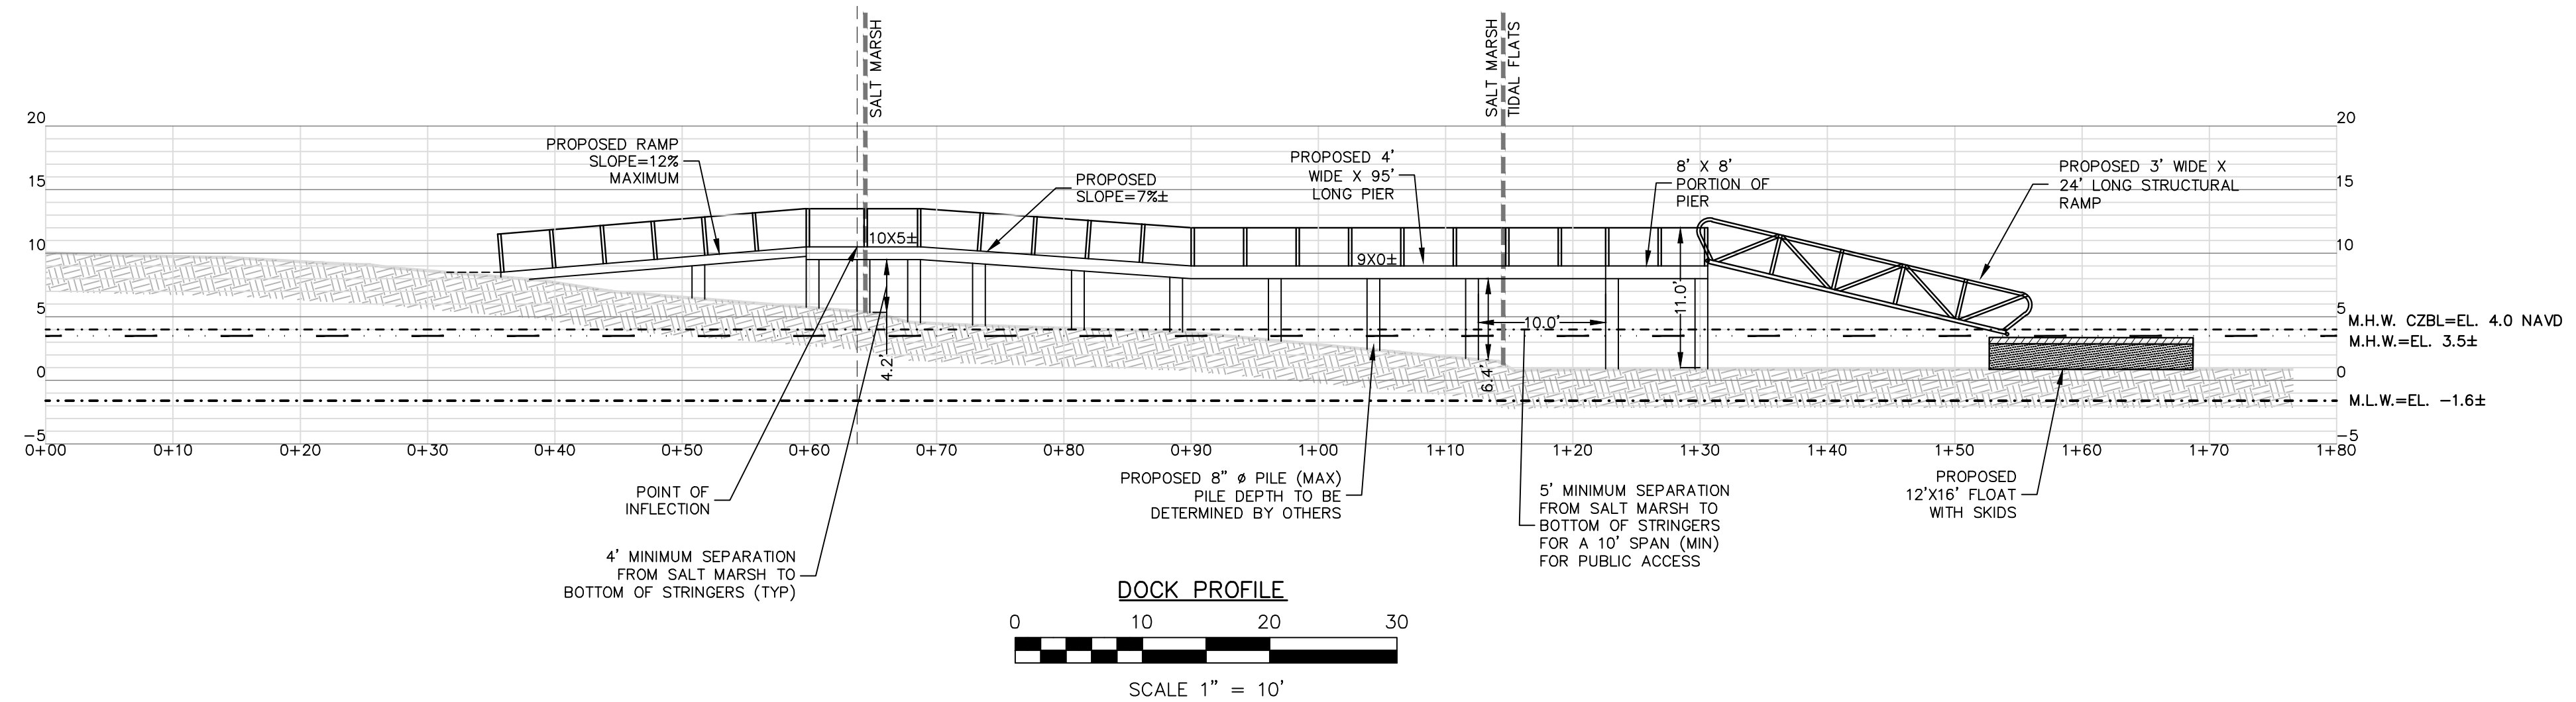 SALT MARSH
SALT MARSH
TIDAL FLATS
20
15
10
5
0
-5
20
15
10
5
0
-5
PROPOSED RAMP
SLOPE=12%
MAXIMUM
10X5±
PROPOSED
SLOPE=7%±
PROPOSED 4'
WIDE X 95'
LONG PIER
9X0±
8' X 8'
PORTION OF
PIER
PROPOSED 3' WIDE X
24' LONG STRUCTURAL
RAMP
4.2'
6.4'
10.0'
11.0'
M.H.W. CZBL=EL. 4.0 NAVD
M.H.W.=EL. 3.5±
M.L.W.=EL. -1.6±
0+00 0+10 0+20 0+30 0+40 0+50 0+60 0+70 0+80 0+90 1+00 1+10 1+20 1+30 1+40 1+50 1+60 1+70 1+80
POINT OF
INFLECTION
4' MINIMUM SEPARATION
FROM SALT MARSH TO
BOTTOM OF STRINGERS (TYP)
PROPOSED 8" ø PILE (MAX)
PILE DEPTH TO BE
DETERMINED BY OTHERS
5' MINIMUM SEPARATION
FROM SALT MARSH TO
BOTTOM OF STRINGERS
FOR A 10' SPAN (MIN)
FOR PUBLIC ACCESS
PROPOSED
12'X16' FLOAT
WITH SKIDS
DOCK PROFILE
0 10 20 30
SCALE 1" = 10'